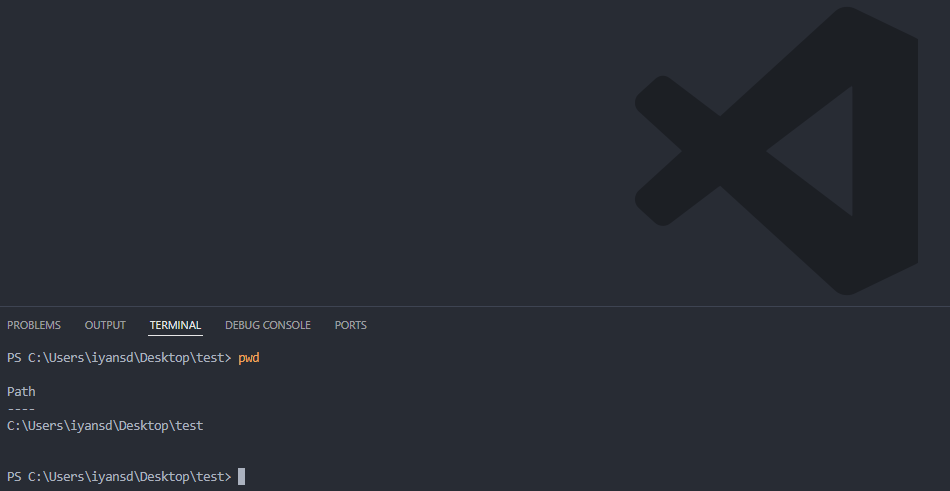 PROBLEMS OUTPUT TERMINAL DEBUG CONSOLE PORTS
PS C:\Users\iyansd\Desktop\test> pwd
Path
----
C:\Users\iyansd\Desktop\test
PS C:\Users\iyansd\Desktop\test>